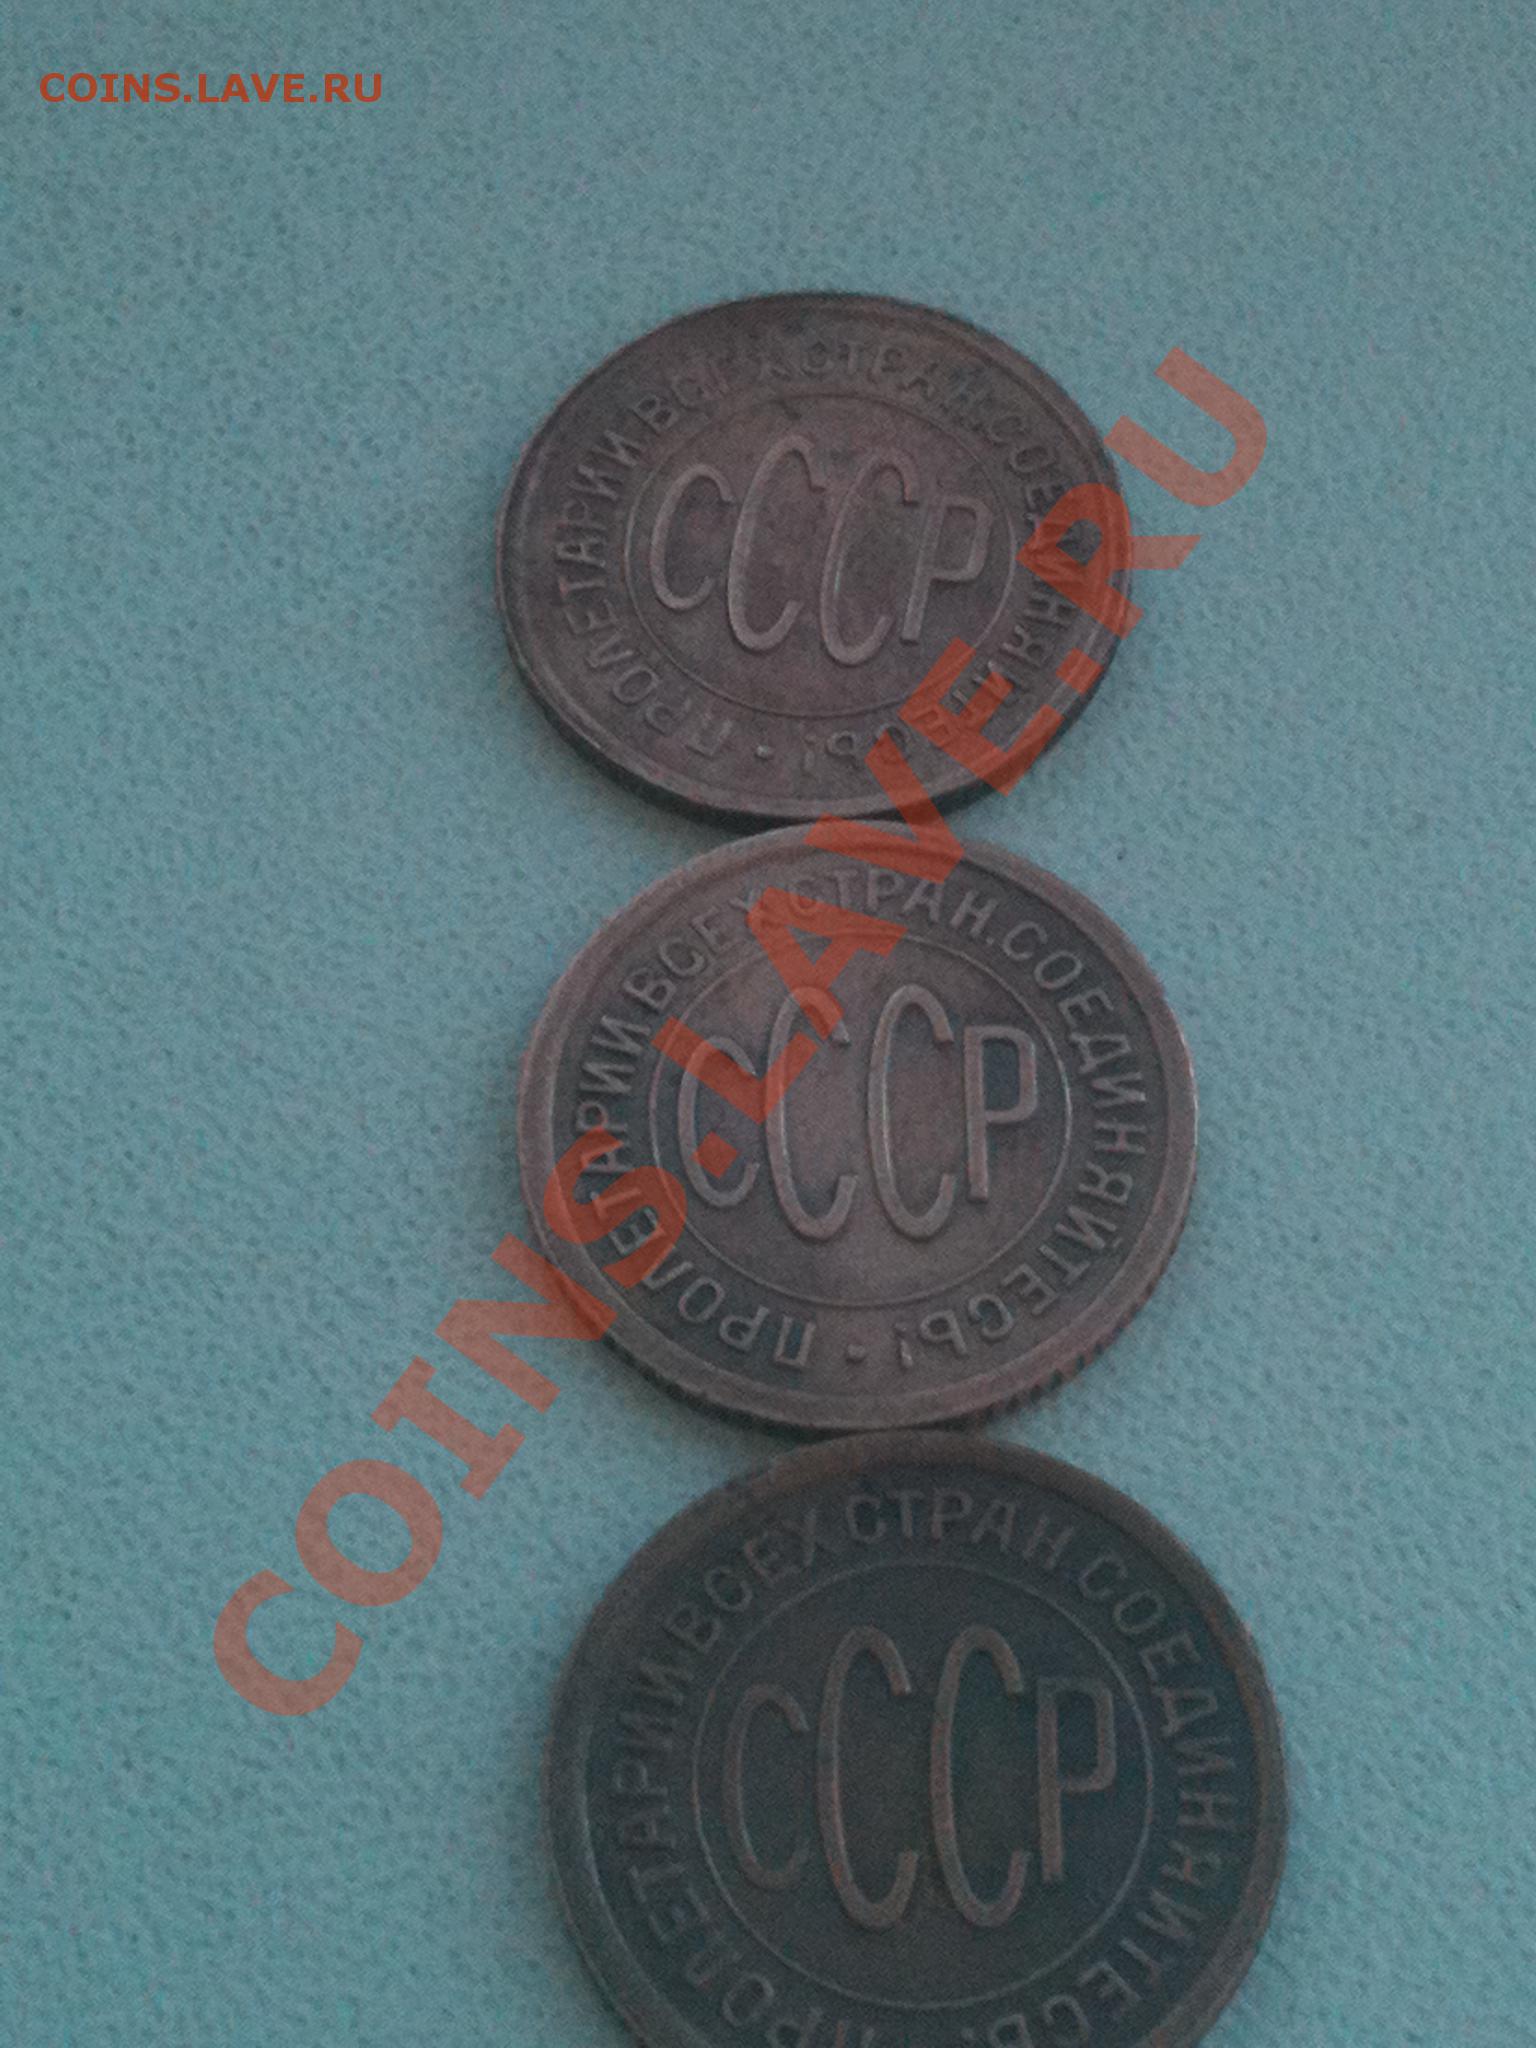 COINS.LAVE.RU
ПРОЛЕТАРИИ ВСЕХ СТРАН, СОЕДИНЯЙТЕСЬ! •
СССР
ПРОЛЕТАРИИ ВСЕХ СТРАН, СОЕДИНЯЙТЕСЬ! •
СССР
ПРОЛЕТАРИИ ВСЕХ СТРАН, СОЕДИНЯЙТЕСЬ!
СССР
COINS.LAVE.RU